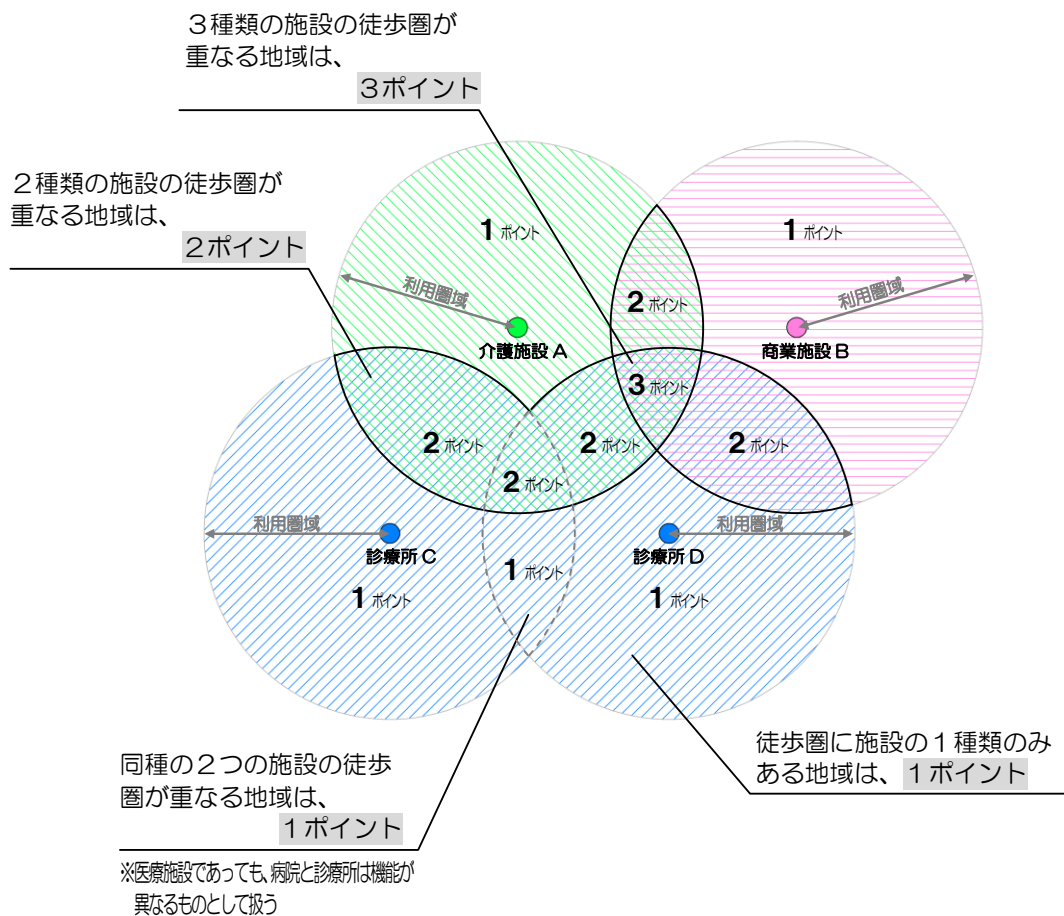 ３種類の施設の徒歩圏が
重なる地域は、
３ポイント
２種類の施設の徒歩圏が
重なる地域は、
２ポイント
1 ポイント
1 ポイント
利用圏域
利用圏域
2 ポイント
介護施設 A
商業施設 B
3 ポイント
2 ポイント
2 ポイント
2 ポイント
2 ポイント
利用圏域
利用圏域
診療所 C
診療所 D
1 ポイント
1 ポイント
1 ポイント
同種の２つの施設の徒歩
圏が重なる地域は、
１ポイント
※医療施設であっても、病院と診療所は機能が
異なるものとして扱う
徒歩圏に施設の１種類のみ
ある地域は、１ポイント